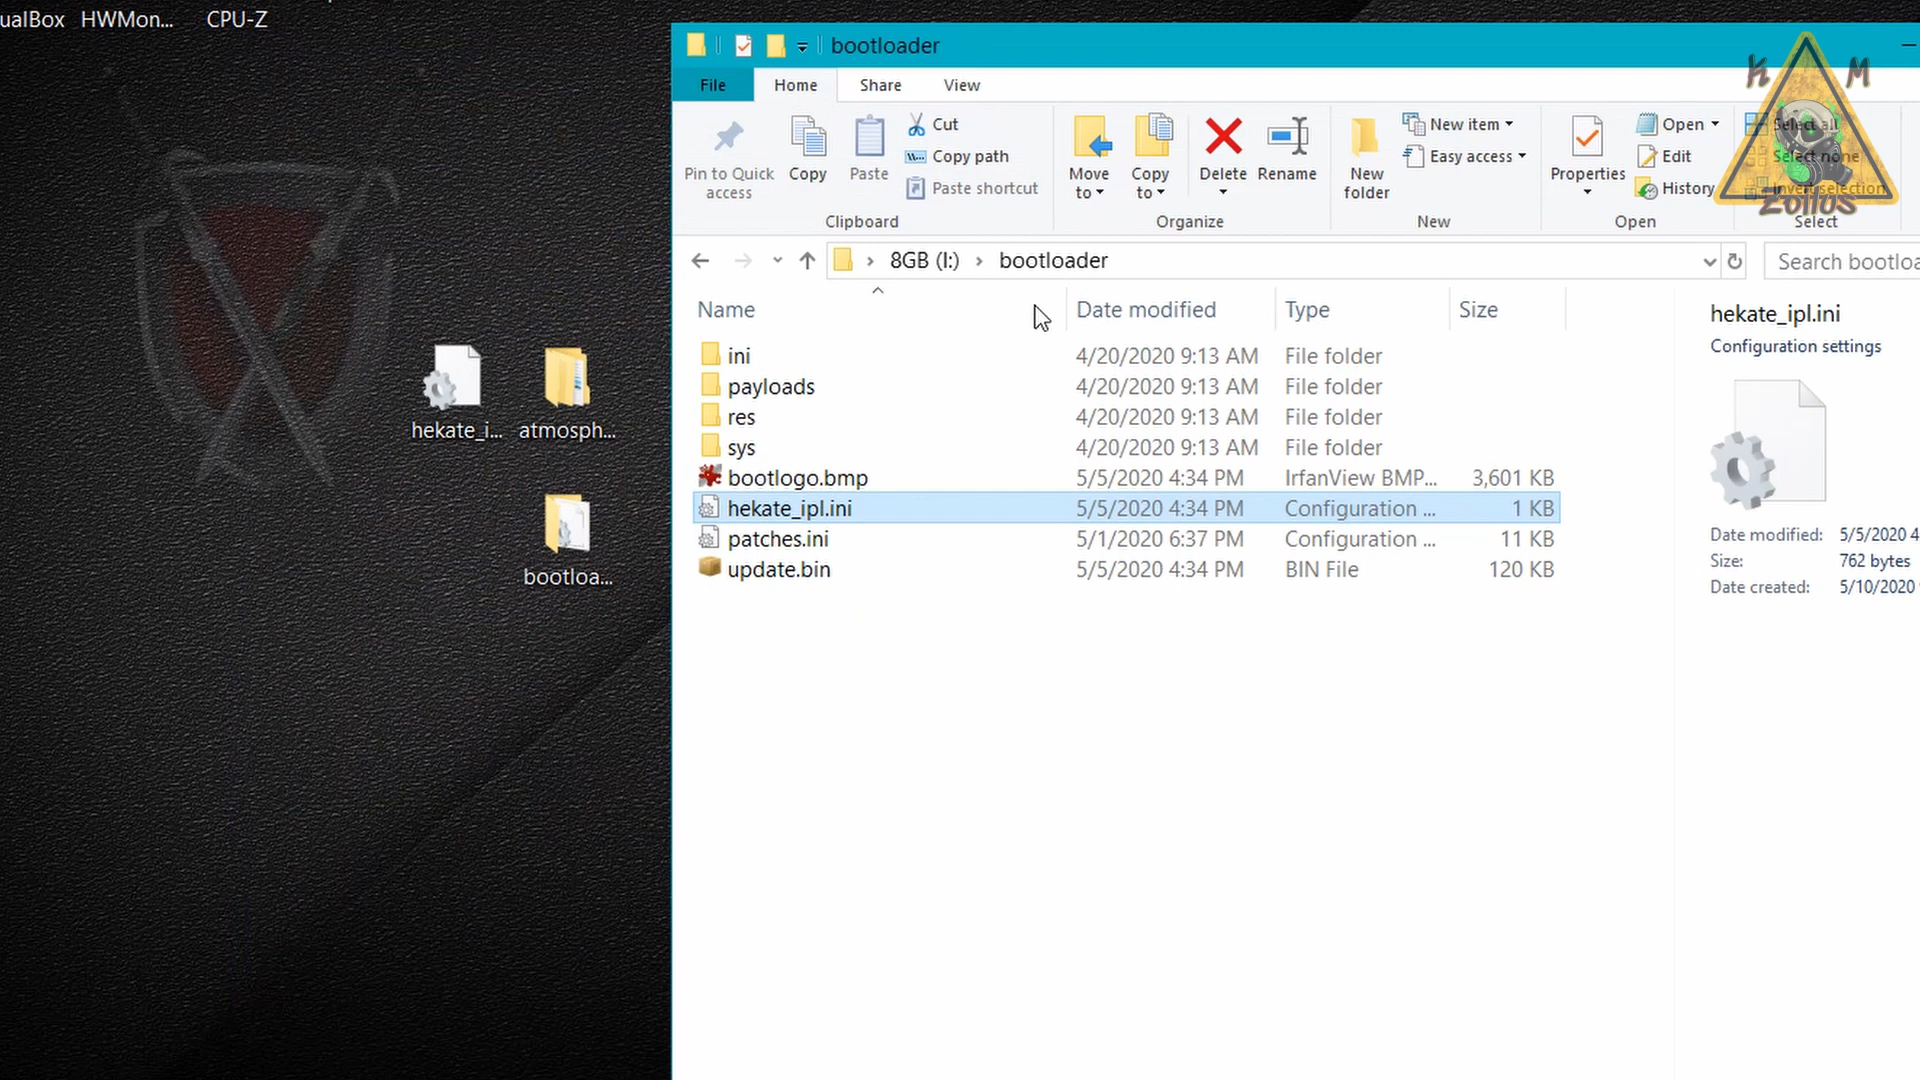 ualBox HWMon... CPU-Z
bootloader
File Home Share View
Pin to Quick access
Copy
Paste
Cut
Copy path
Paste shortcut
Clipboard
Move to
Copy to
Delete
Rename
Organize
New folder
New item
Easy access
New
Properties
Open
Edit
History
Open
Select all
Select none
Invert selection
Select
K M
Zoilus
8GB (I:) bootloader
Search bootloa
Name Date modified Type Size
ini 4/20/2020 9:13 AM File folder
payloads 4/20/2020 9:13 AM File folder
res 4/20/2020 9:13 AM File folder
sys 4/20/2020 9:13 AM File folder
bootlogo.bmp 5/5/2020 4:34 PM IrfanView BMP... 3,601 KB
hekate_ipl.ini 5/5/2020 4:34 PM Configuration ... 1 KB
patches.ini 5/1/2020 6:37 PM Configuration ... 11 KB
update.bin 5/5/2020 4:34 PM BIN File 120 KB
hekate_ipl.ini
Configuration settings
Date modified: 5/5/2020 4
Size: 762 bytes
Date created: 5/10/2020
hekate_i... atmosph...
bootloa...